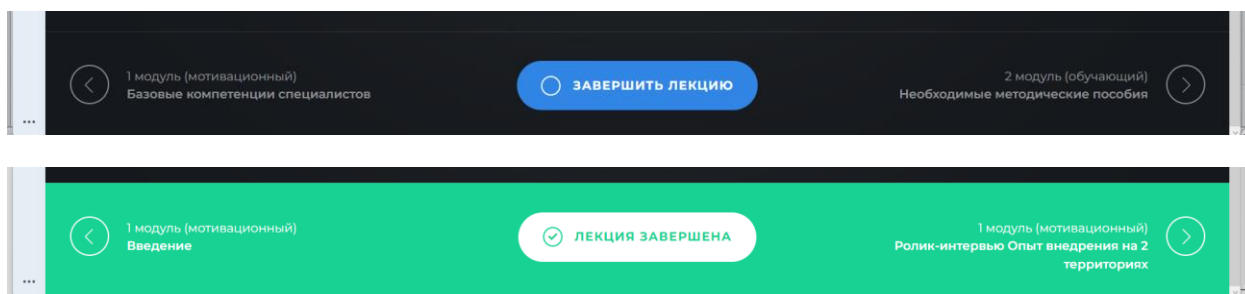 1 модуль (мотивационный)
Базовые компетенции специалистов
ЗАВЕРШИТЬ ЛЕКЦИЮ
2 модуль (обучающий)
Необходимые методические пособия
...
1 модуль (мотивационный)
Введение
ЛЕКЦИЯ ЗАВЕРШЕНА
1 модуль (мотивационный)
Ролик-интервью Опыт внедрения на 2
территориях
...